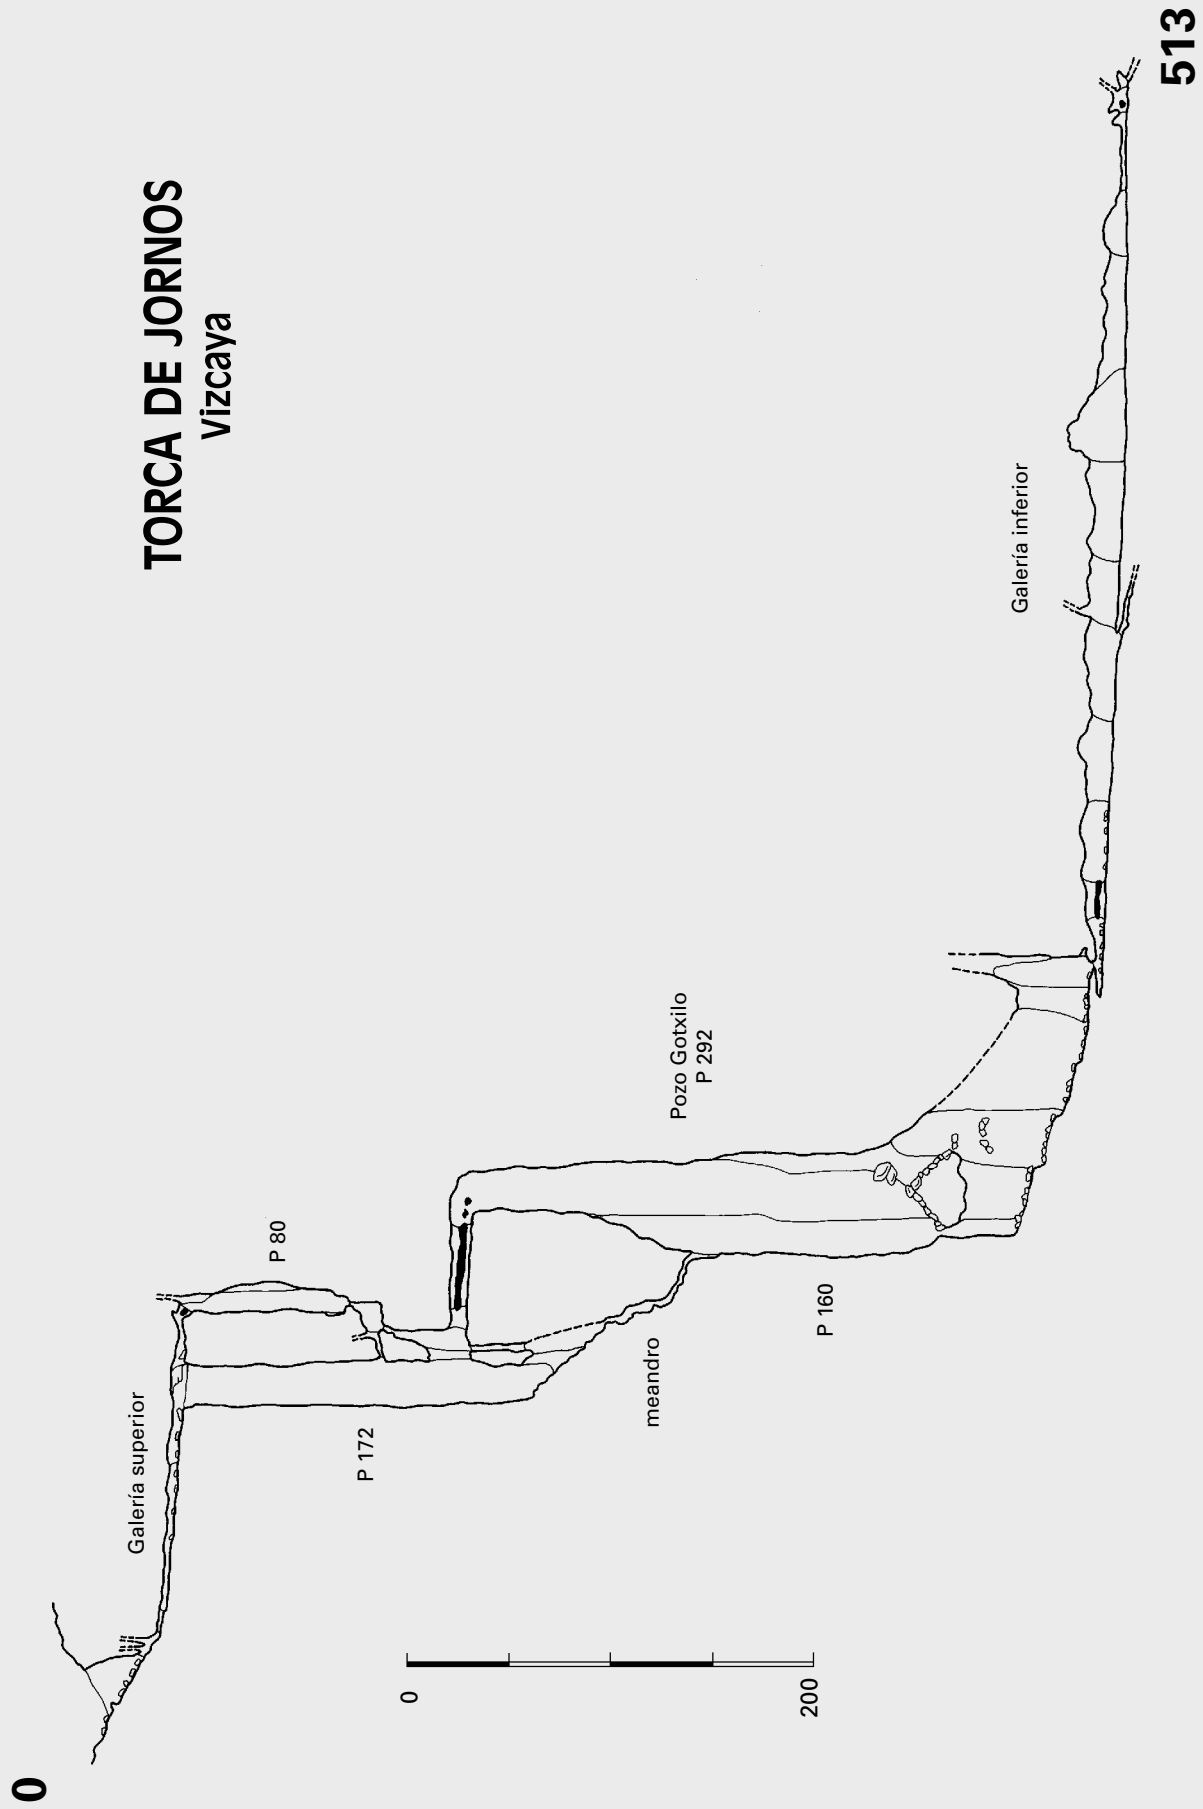 TORCA DE JORNOS
Vizcaya
0
Galería superior
P 80
P 172
meandro
Pozo Gotxilo
P 292
P 160
Galería inferior
0
200
513